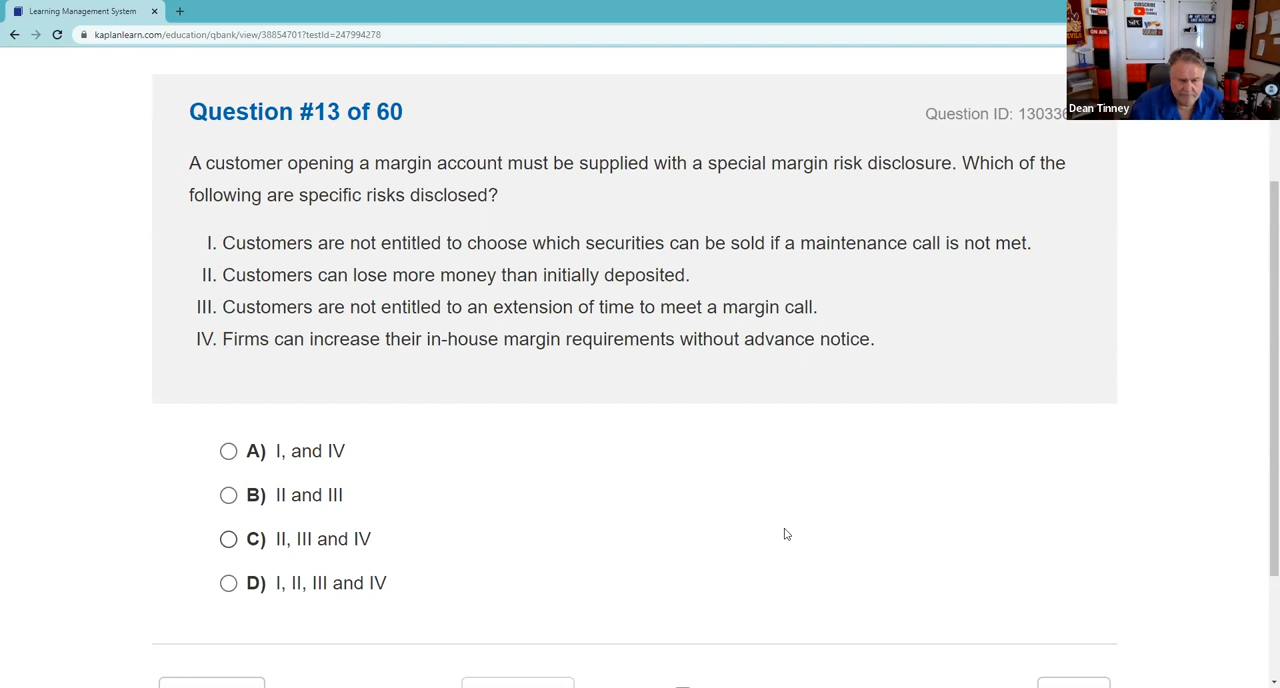 Learning Management System
kaplanlearn.com/education/qbank/view/38854701?testId=247994278
SUBSCRIBE
ON AIR
SIPC
Dean Tinney
Question #13 of 60
Question ID: 13033
A customer opening a margin account must be supplied with a special margin risk disclosure. Which of the
following are specific risks disclosed?
I. Customers are not entitled to choose which securities can be sold if a maintenance call is not met.
II. Customers can lose more money than initially deposited.
III. Customers are not entitled to an extension of time to meet a margin call.
IV. Firms can increase their in-house margin requirements without advance notice.
A) I, and IV
B) II and III
C) II, III and IV
D) I, II, III and IV